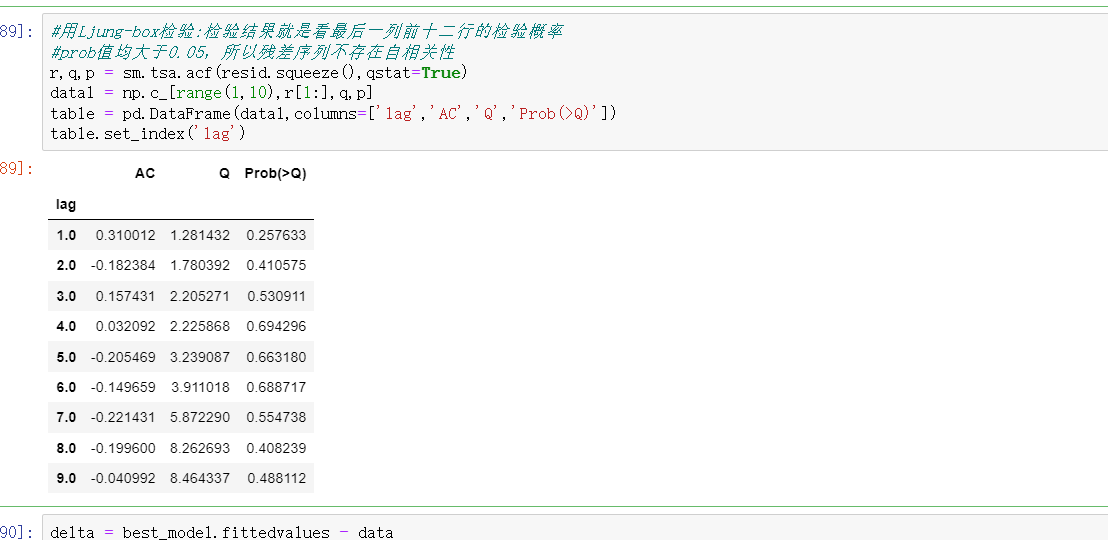 89]:
#用Ljung-box检验:检验结果就是看最后一列前十二行的检验概率
#prob值均大于0.05，所以残差序列不存在自相关性
r,q,p = sm.tsa.acf(resid.squeeze(),qstat=True)
data1 = np.c_[range(1,10),r[1:],q,p]
table = pd.DataFrame(data1,columns=['lag','AC','Q','Prob(>Q)'])
table.set_index('lag')
89]:
AC Q Prob(>Q)
lag
1.0 0.310012 1.281432 0.257633
2.0 -0.182384 1.780392 0.410575
3.0 0.157431 2.205271 0.530911
4.0 0.032092 2.225868 0.694296
5.0 -0.205469 3.239087 0.663180
6.0 -0.149659 3.911018 0.688717
7.0 -0.221431 5.872290 0.554738
8.0 -0.199600 8.262693 0.408239
9.0 -0.040992 8.464337 0.488112
90]:
delta = best_model.fittedvalues - data